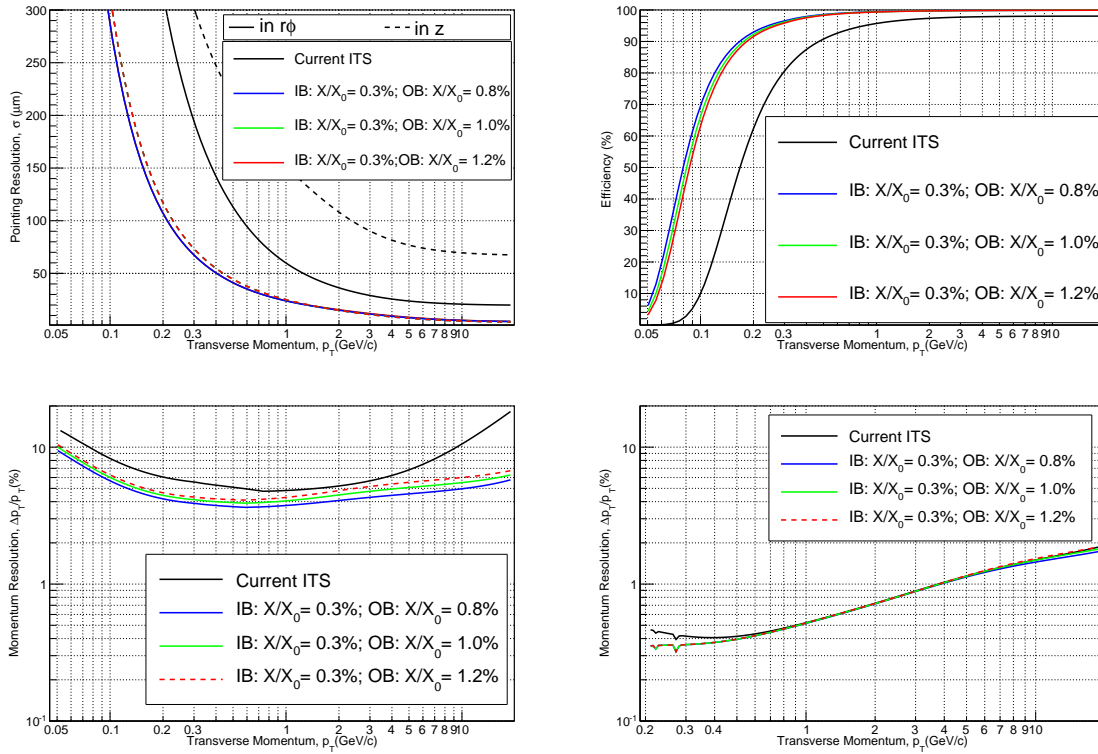 300
250
200
150
100
50
Pointing Resolution, σ (μm)
in rφ
in z
Current ITS
IB: X/X0= 0.3%; OB: X/X0= 0.8%
IB: X/X0= 0.3%; OB: X/X0= 1.0%
IB: X/X0= 0.3%;OB: X/X0= 1.2%
0.05 0.1 0.2 0.3 1 2 3 4 5 6 7 8 9 10
Transverse Momentum, pT(GeV/c)
100
90
80
70
60
50
40
30
20
10
Efficiency (%)
Current ITS
IB: X/X0= 0.3%; OB: X/X0= 0.8%
IB: X/X0= 0.3%; OB: X/X0= 1.0%
IB: X/X0= 0.3%; OB: X/X0= 1.2%
0.05 0.1 0.2 0.3 1 2 3 4 5 6 7 8 9 10
Transverse Momentum, pT(GeV/c)
10
1
10-1
Momentum Resolution, ΔpT/pT(%)
Current ITS
IB: X/X0= 0.3%; OB: X/X0= 0.8%
IB: X/X0= 0.3%; OB: X/X0= 1.0%
IB: X/X0= 0.3%; OB: X/X0= 1.2%
0.05 0.1 0.2 0.3 1 2 3 4 5 6 7 8 9 10
Transverse Momentum, pT(GeV/c)
10
1
10-1
Momentum Resolution, ΔpT/pT(%)
Current ITS
IB: X/X0= 0.3%; OB: X/X0= 0.8%
IB: X/X0= 0.3%; OB: X/X0= 1.0%
IB: X/X0= 0.3%; OB: X/X0= 1.2%
0.2 0.3 0.4 1 2 3 4 5 6 7 8 9 10
Transverse Momentum, pT(GeV/c)